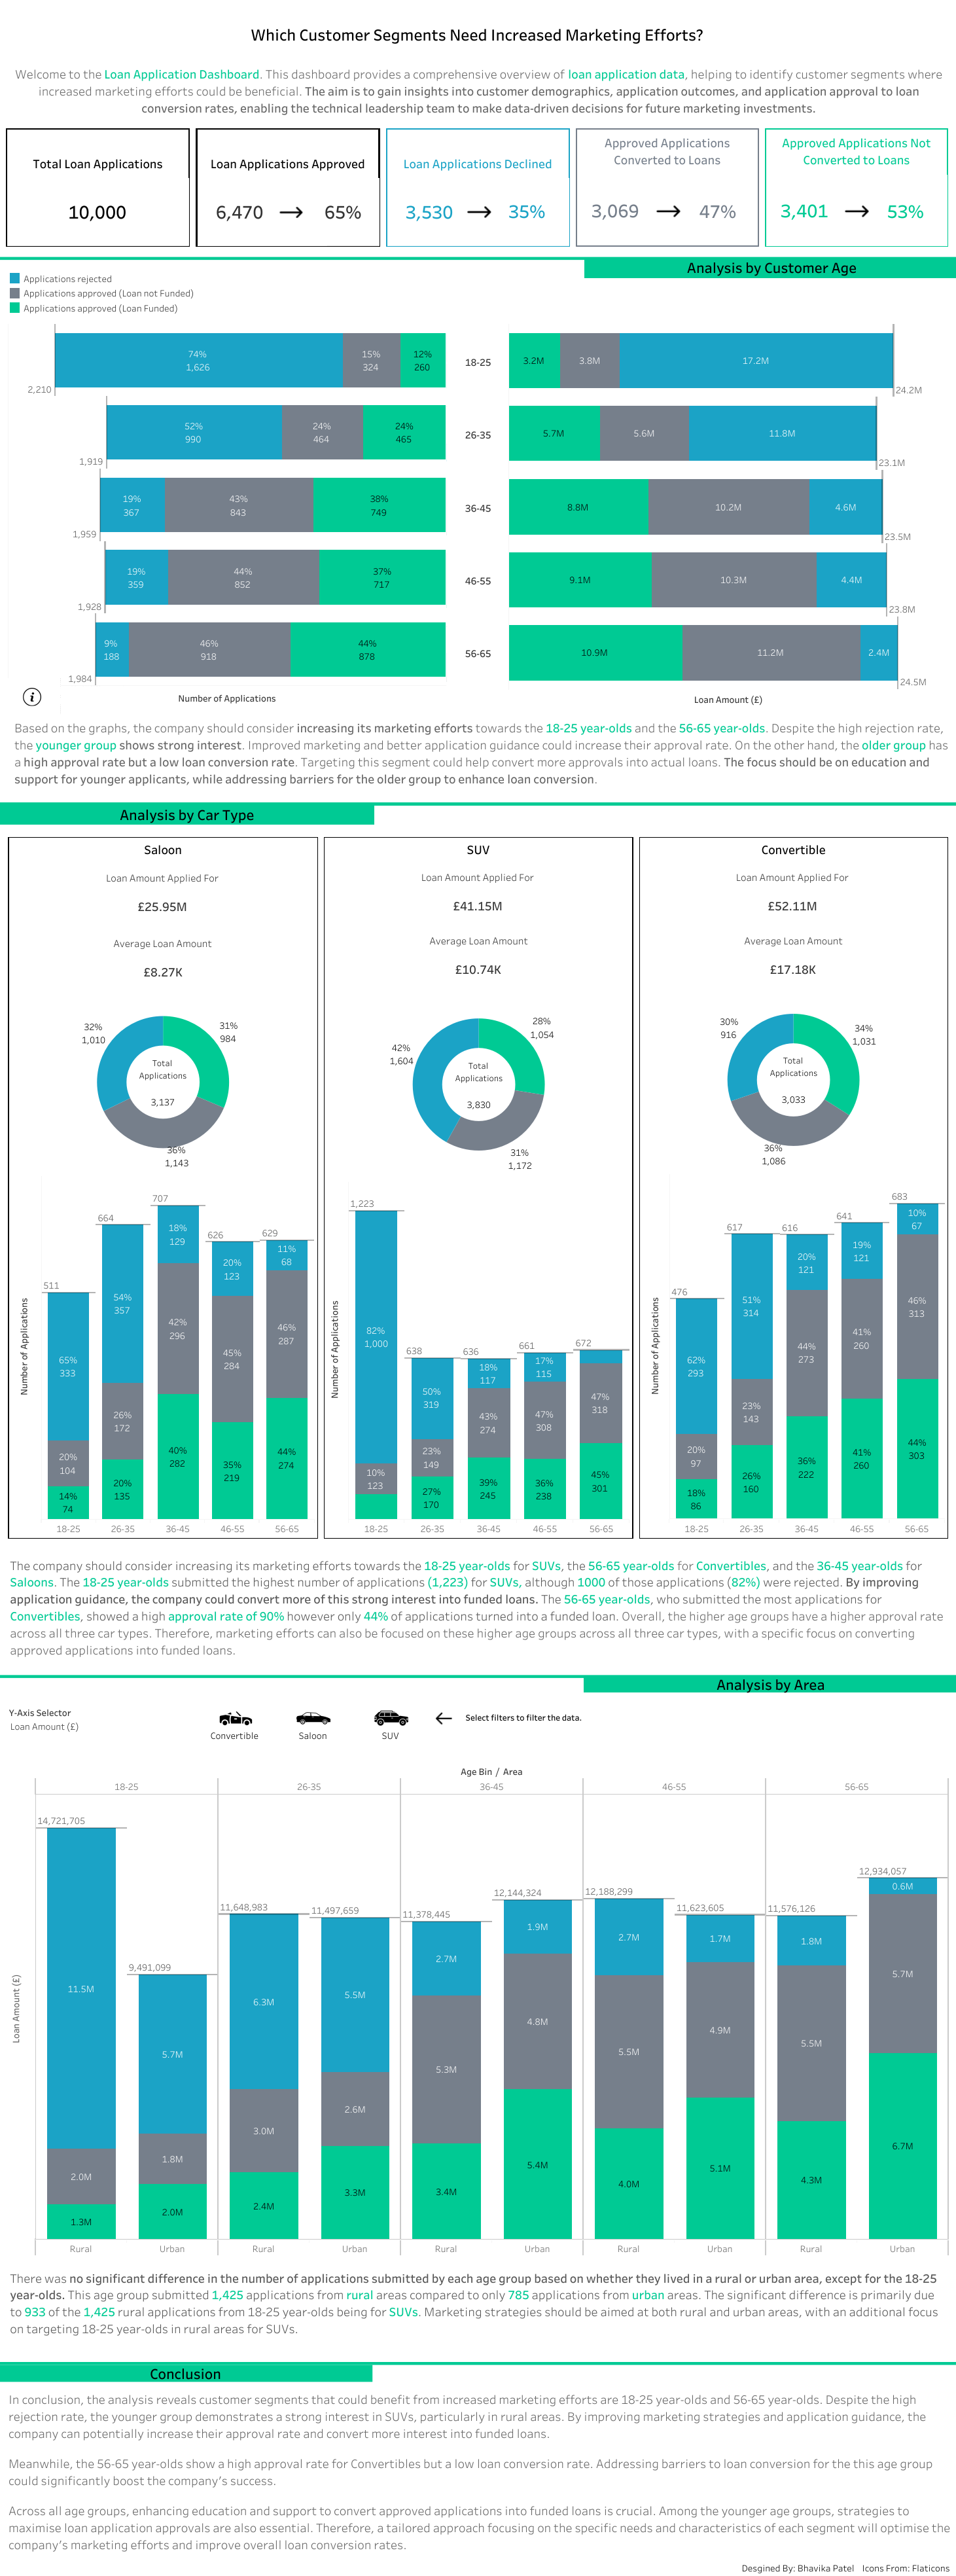 Which Customer Segments Need Increased Marketing Efforts?
Welcome to the Loan Application Dashboard. This dashboard provides a comprehensive overview of loan application data, helping to identify customer segments where
increased marketing efforts could be beneficial. The aim is to gain insights into customer demographics, application outcomes, and application approval to loan
conversion rates, enabling the technical leadership team to make data-driven decisions for future marketing investments.
Total Loan Applications
10,000
Loan Applications Approved
6,470 → 65%
Loan Applications Declined
3,530 → 35%
Approved Applications
Converted to Loans
3,069 → 47%
Approved Applications Not
Converted to Loans
3,401 → 53%
Analysis by Customer Age
Applications rejected
Applications approved (Loan not Funded)
Applications approved (Loan Funded)
74% 15% 12%
1,626 324 260
2,210
18-25
3.2M 3.8M 17.2M
24.2M
52% 24% 24%
990 464 465
1,919
26-35
5.7M 5.6M 11.8M
23.1M
19% 43% 38%
367 843 749
1,959
36-45
8.8M 10.2M 4.6M
23.5M
19% 44% 37%
359 852 717
1,928
46-55
9.1M 10.3M 4.4M
23.8M
9% 46% 44%
188 918 878
1,984
56-65
10.9M 11.2M 2.4M
24.5M
i
Number of Applications
Loan Amount (£)
Based on the graphs, the company should consider increasing its marketing efforts towards the 18-25 year-olds and the 56-65 year-olds. Despite the high rejection rate,
the younger group shows strong interest. Improved marketing and better application guidance could increase their approval rate. On the other hand, the older group has
a high approval rate but a low loan conversion rate. Targeting this segment could help convert more approvals into actual loans. The focus should be on education and
support for younger applicants, while addressing barriers for the older group to enhance loan conversion.
Analysis by Car Type
Saloon
Loan Amount Applied For
£25.95M
Average Loan Amount
£8.27K
32%
1,010
31%
984
Total
Applications
3,137
36%
1,143
Number of Applications
511
65%
333
20%
104
14%
74
18-25
664
54%
357
26%
172
20%
135
26-35
707
18%
129
42%
296
40%
282
36-45
626
20%
123
45%
284
35%
219
46-55
629
11%
68
46%
287
44%
274
56-65
SUV
Loan Amount Applied For
£41.15M
Average Loan Amount
£10.74K
42%
1,604
28%
1,054
Total
Applications
3,830
31%
1,172
Number of Applications
1,223
82%
1,000
10%
123
18-25
638
50%
319
23%
149
27%
170
26-35
636
18%
117
43%
274
39%
245
36-45
661
17%
115
47%
308
36%
238
46-55
672
47%
318
45%
301
56-65
Convertible
Loan Amount Applied For
£52.11M
Average Loan Amount
£17.18K
30%
916
34%
1,031
Total
Applications
3,033
36%
1,086
Number of Applications
476
62%
293
20%
97
18%
86
18-25
617
51%
314
23%
143
26%
160
26-35
616
20%
121
44%
273
36%
222
36-45
641
19%
121
41%
260
41%
260
46-55
683
10%
67
46%
313
44%
303
56-65
The company should consider increasing its marketing efforts towards the 18-25 year-olds for SUVs, the 56-65 year-olds for Convertibles, and the 36-45 year-olds for
Saloons. The 18-25 year-olds submitted the highest number of applications (1,223) for SUVs, although 1000 of those applications (82%) were rejected. By improving
application guidance, the company could convert more of this strong interest into funded loans. The 56-65 year-olds, who submitted the most applications for
Convertibles, showed a high approval rate of 90% however only 44% of applications turned into a funded loan. Overall, the higher age groups have a higher approval rate
across all three car types. Therefore, marketing efforts can also be focused on these higher age groups across all three car types, with a specific focus on converting
approved applications into funded loans.
Analysis by Area
Y-Axis Selector
Loan Amount (£)
Convertible
Saloon
SUV
← Select filters to filter the data.
Age Bin / Area
18-25 26-35 36-45 46-55 56-65
Loan Amount (£)
14,721,705
11.5M
2.0M
1.3M
Rural
9,491,099
5.7M
1.8M
2.0M
Urban
11,648,983
6.3M
3.0M
2.4M
Rural
11,497,659
5.5M
2.6M
3.3M
Urban
11,378,445
2.7M
5.3M
3.4M
Rural
12,144,324
1.9M
4.8M
5.4M
Urban
12,188,299
2.7M
5.5M
4.0M
Rural
11,623,605
1.7M
4.9M
5.1M
Urban
11,576,126
1.8M
5.5M
4.3M
Rural
12,934,057
0.6M
5.7M
6.7M
Urban
There was no significant difference in the number of applications submitted by each age group based on whether they lived in a rural or urban area, except for the 18-25
year-olds. This age group submitted 1,425 applications from rural areas compared to only 785 applications from urban areas. The significant difference is primarily due
to 933 of the 1,425 rural applications from 18-25 year-olds being for SUVs. Marketing strategies should be aimed at both rural and urban areas, with an additional focus
on targeting 18-25 year-olds in rural areas for SUVs.
Conclusion
In conclusion, the analysis reveals customer segments that could benefit from increased marketing efforts are 18-25 year-olds and 56-65 year-olds. Despite the high
rejection rate, the younger group demonstrates a strong interest in SUVs, particularly in rural areas. By improving marketing strategies and application guidance, the
company can potentially increase their approval rate and convert more interest into funded loans.
Meanwhile, the 56-65 year-olds show a high approval rate for Convertibles but a low loan conversion rate. Addressing barriers to loan conversion for the this age group
could significantly boost the company's success.
Across all age groups, enhancing education and support to convert approved applications into funded loans is crucial. Among the younger age groups, strategies to
maximise loan application approvals are also essential. Therefore, a tailored approach focusing on the specific needs and characteristics of each segment will optimise the
company's marketing efforts and improve overall loan conversion rates.
Desgined By: Bhavika Patel Icons From: Flaticons